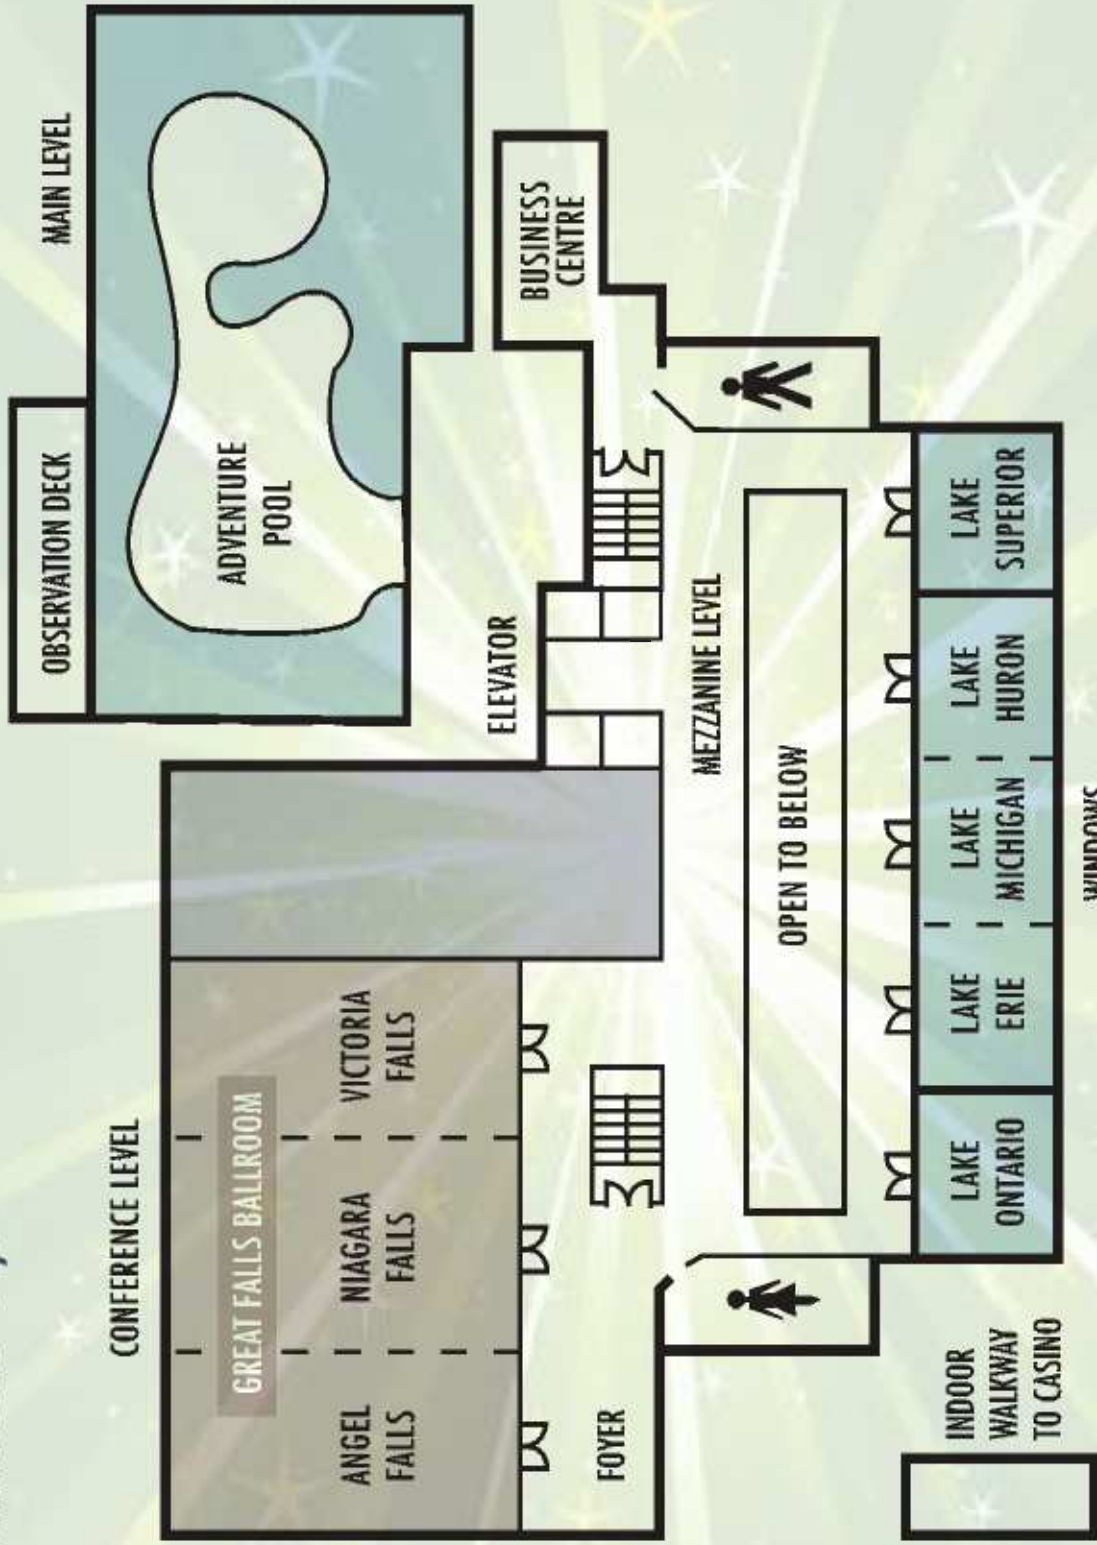 CONFERENCE LEVEL
GREAT FALLS BALLROOM
ANGEL
FALLS
NIAGARA
FALLS
VICTORIA
FALLS
FOYER
OBSERVATION DECK
MAIN LEVEL
ADVENTURE
POOL
ELEVATOR
BUSINESS
CENTRE
MEZZANINE LEVEL
OPEN TO BELOW
INDOOR
WALKWAY
TO CASINO
LAKE
ONTARIO
LAKE
ERIE
LAKE
MICHIGAN
LAKE
HURON
LAKE
SUPERIOR
WINDOWS